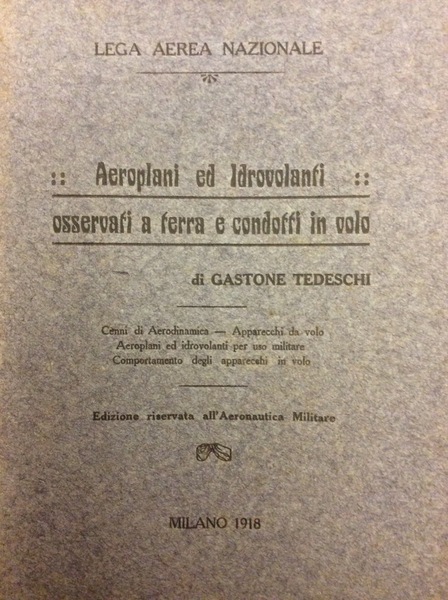 LEGA AEREA NAZIONALE
:: Aeroplani ed Idrovolanti ::
osservati a terra e condotti in volo
di GASTONE TEDESCHI
Cenni di Aerodinamica — Apparecchi da volo
Aeroplani ed idrovolanti per uso militare
Comportamento degli apparecchi in volo
Edizione riservata all'Aeronautica Militare
MILANO 1918